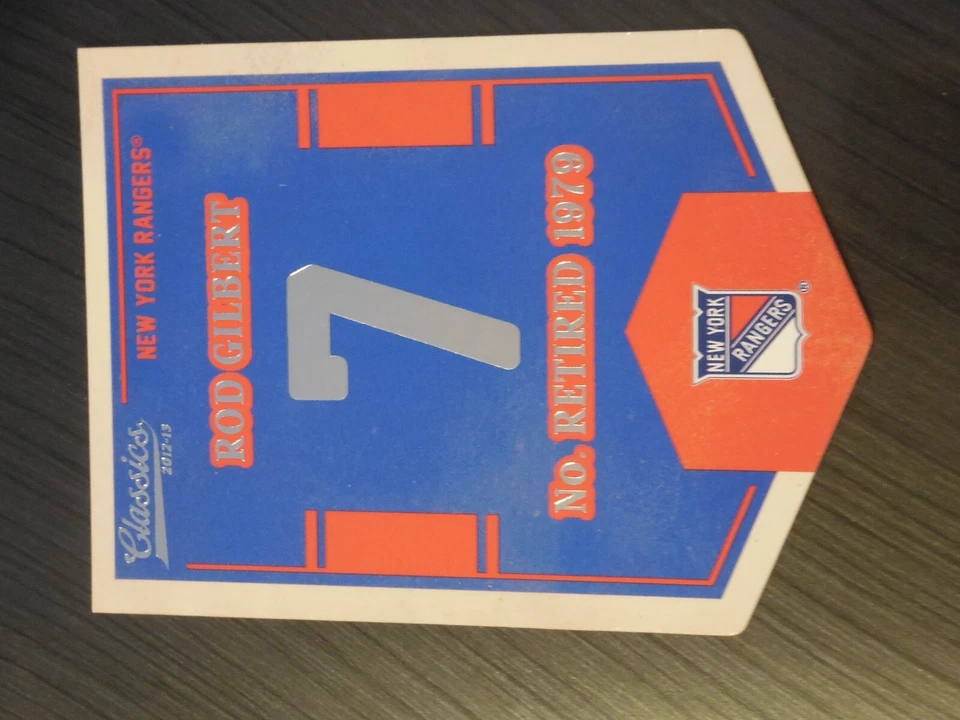 Classics
2012-13
NEW YORK RANGERS®
ROD GILBERT
7
No. RETIRED 1979
NEW YORK
RANGERS
®